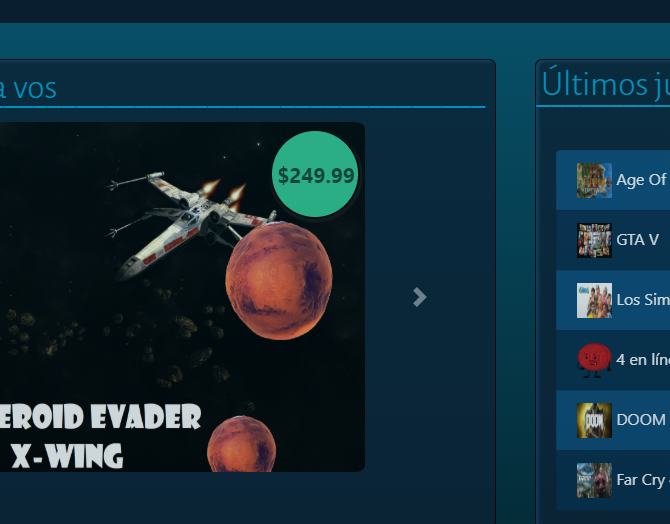 a vos
$249.99
EROID EVADER
X-WING
Últimos ju
Age Of
GTA V
Los Sim
4 en lín
DOOM
Far Cry